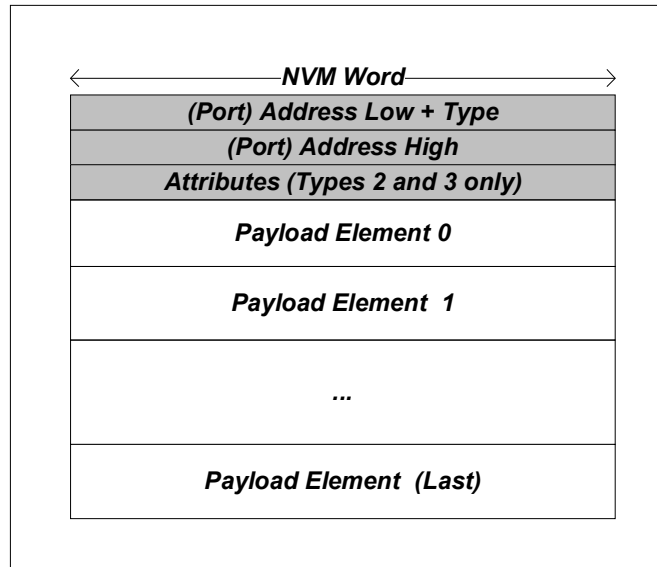 NVM Word
(Port) Address Low + Type
(Port) Address High
Attributes (Types 2 and 3 only)
Payload Element 0
Payload Element 1
...
Payload Element (Last)